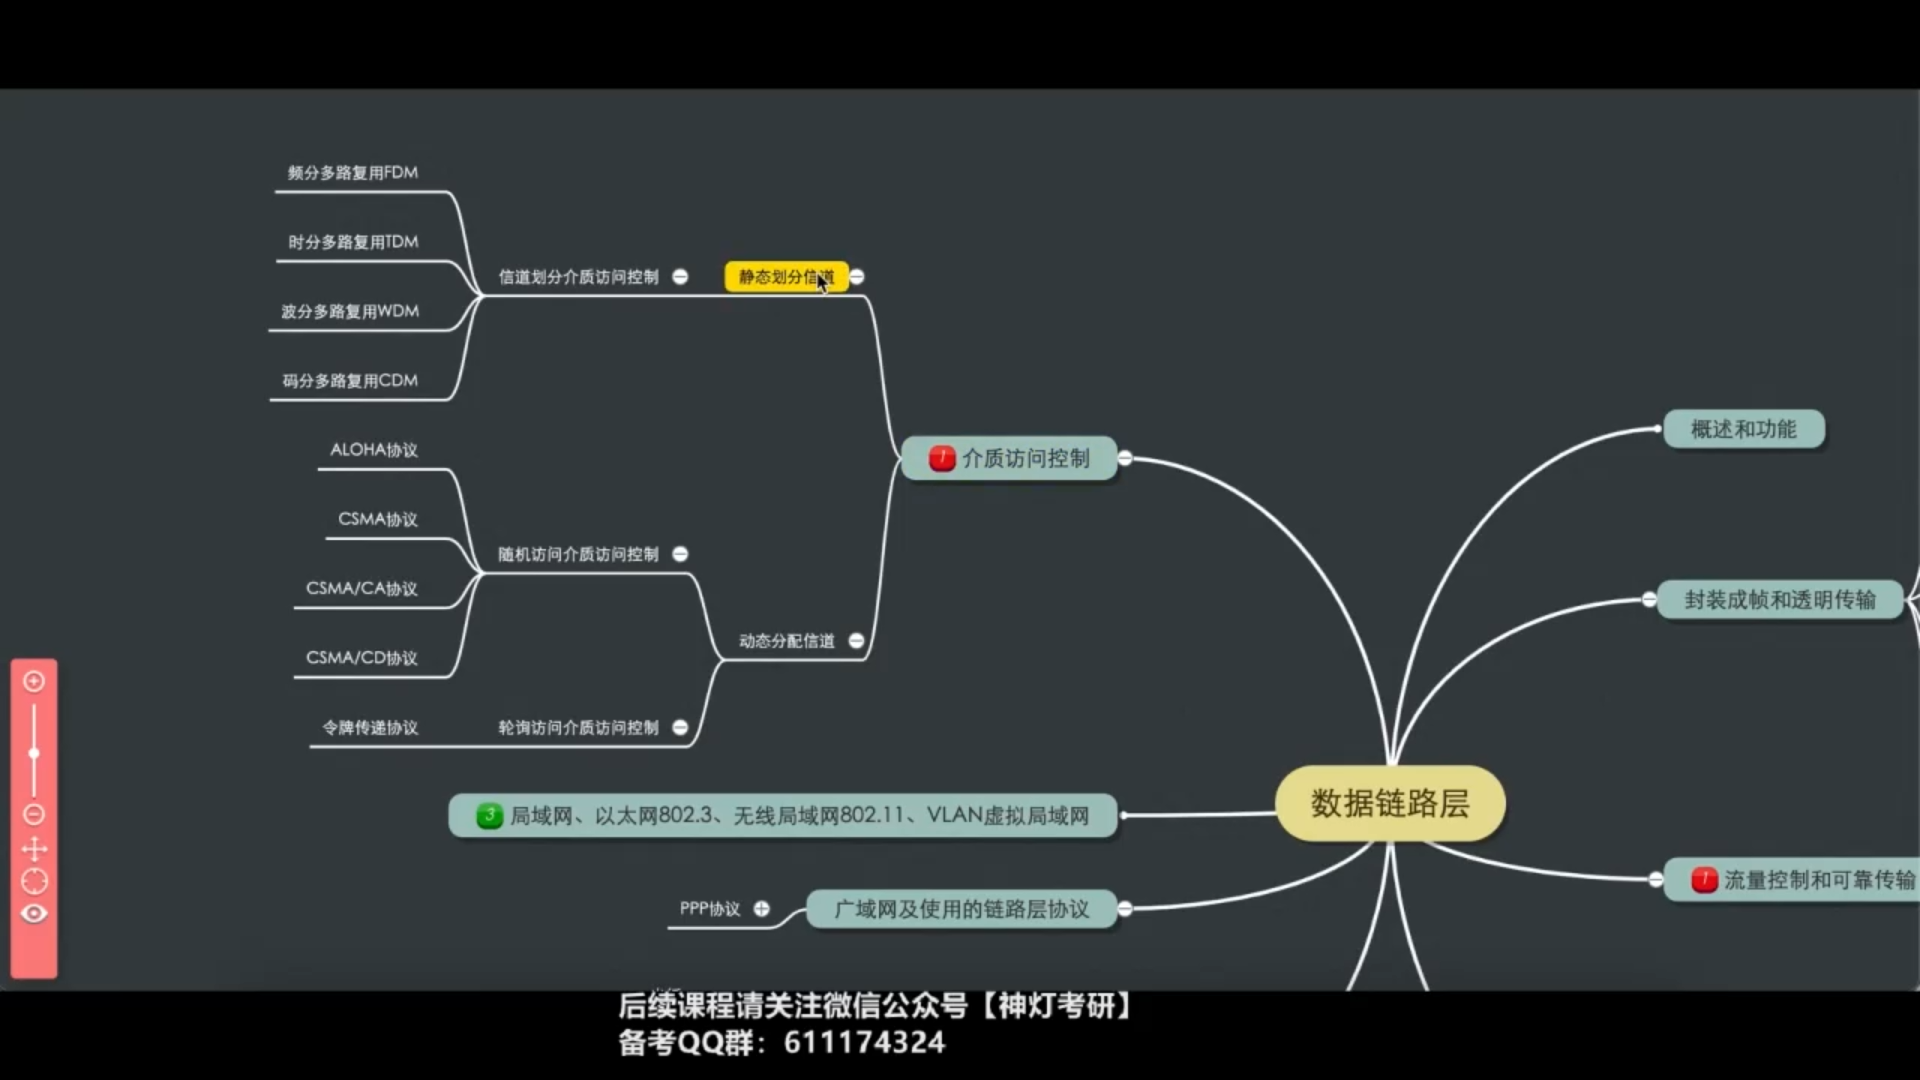 频分多路复用FDM
时分多路复用TDM
信道划分介质访问控制
静态划分信道
波分多路复用WDM
码分多路复用CDM
ALOHA协议
CSMA协议
随机访问介质访问控制
CSMA/CA协议
CSMA/CD协议
动态分配信道
令牌传递协议
轮询访问介质访问控制
1 介质访问控制
概述和功能
封装成帧和透明传输
数据链路层
3 局域网、以太网802.3、无线局域网802.11、VLAN虚拟局域网
1 流量控制和可靠传输
PPP协议
广域网及使用的链路层协议
后续课程请关注微信公众号【神灯考研】
备考QQ群：611174324